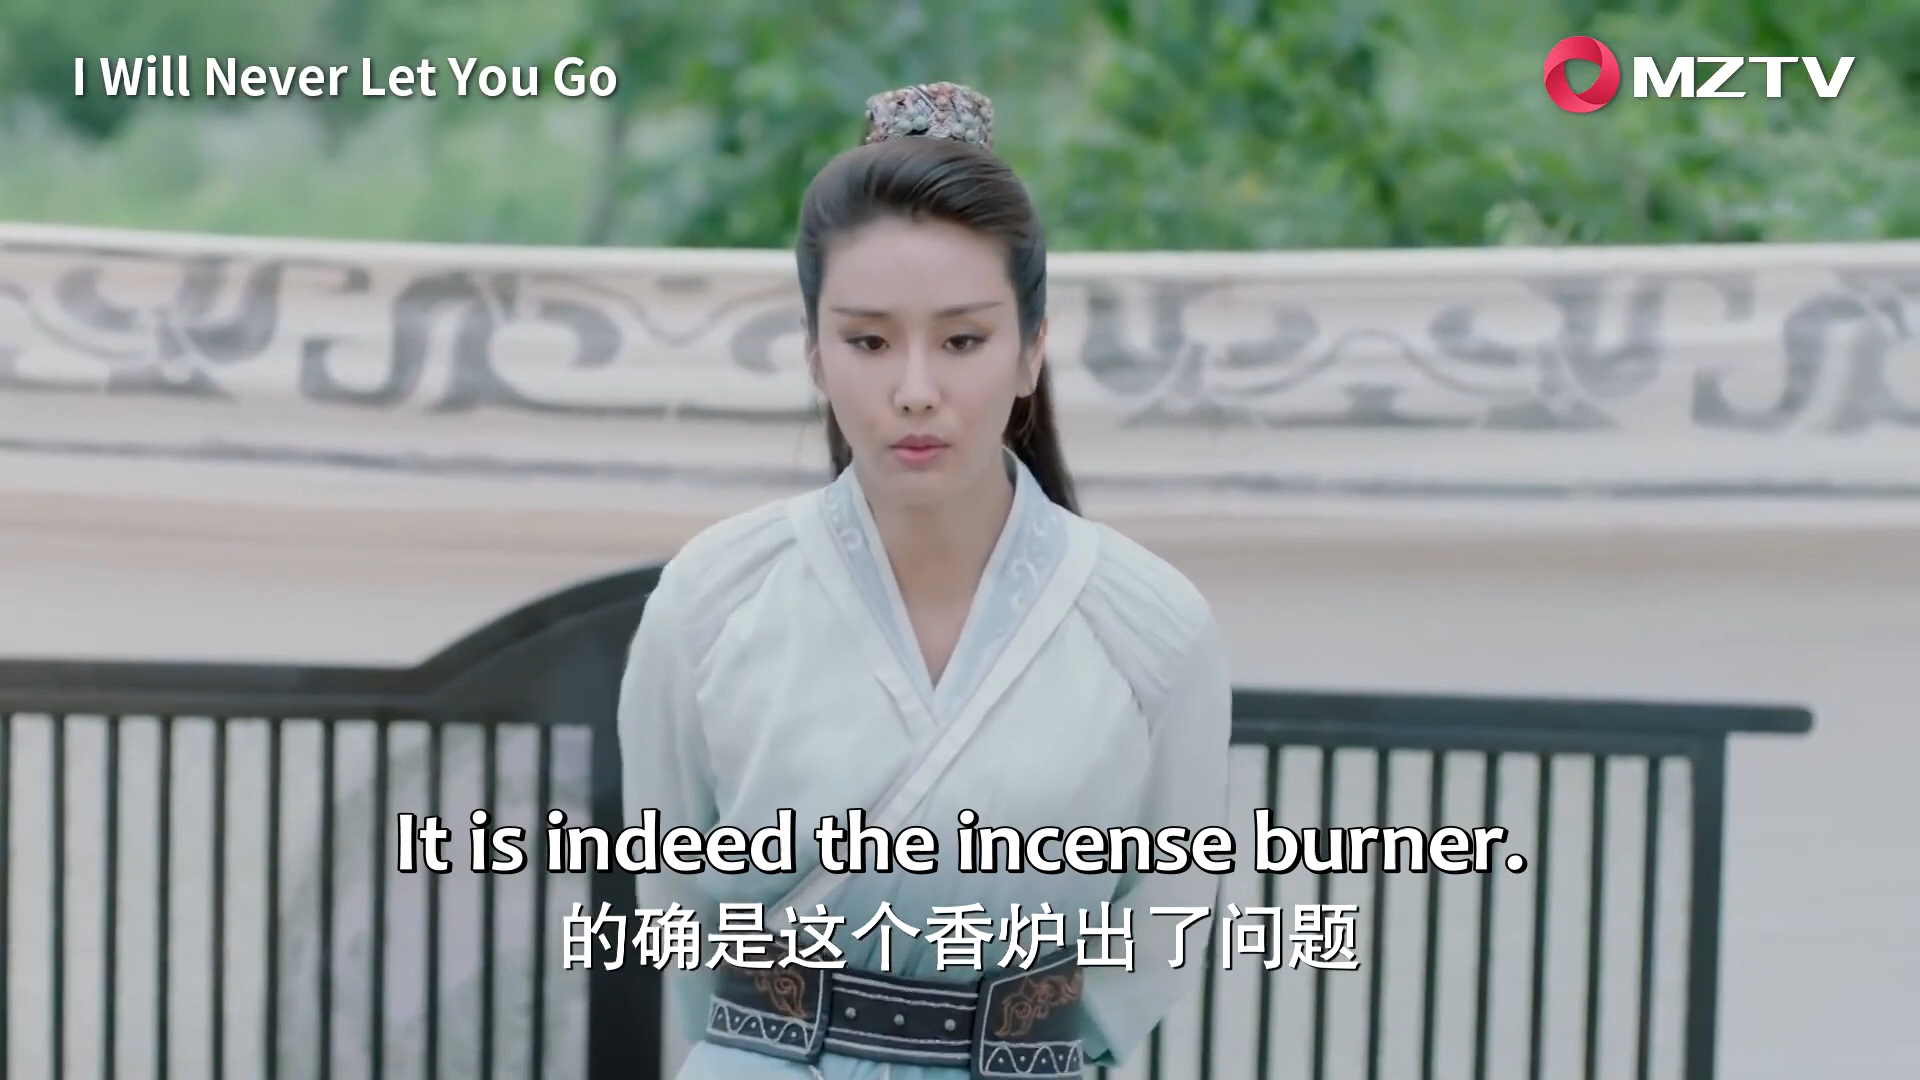 I Will Never Let You Go
MZTV
It is indeed the incense burner.
的确是这个香炉出了问题